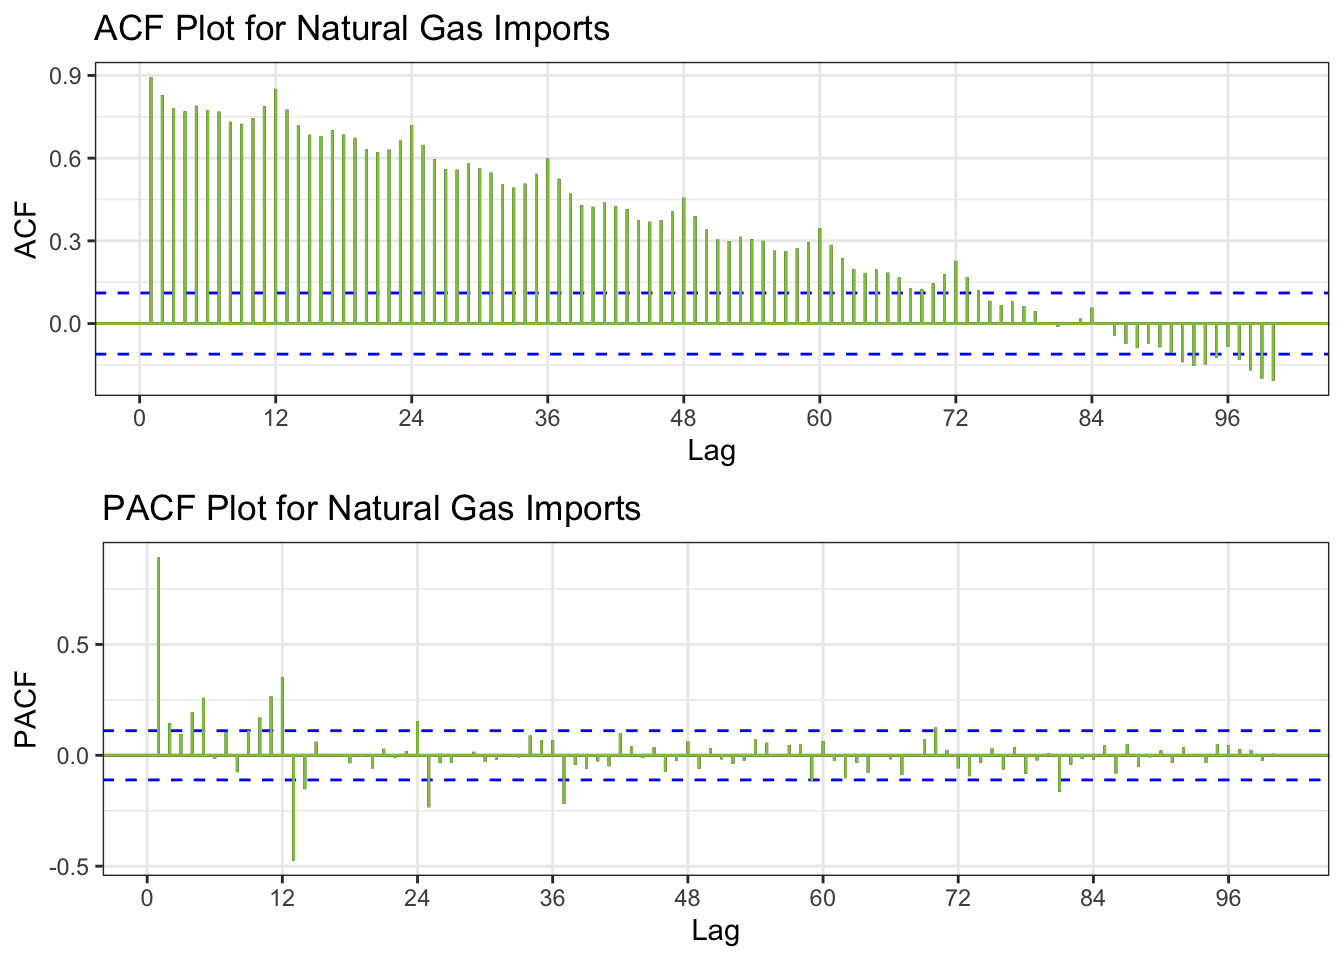 ACF Plot for Natural Gas Imports
0.9
0.6
0.3
0.0
ACF
0 12 24 36 48 60 72 84 96
Lag
PACF Plot for Natural Gas Imports
0.5
0.0
-0.5
PACF
0 12 24 36 48 60 72 84 96
Lag